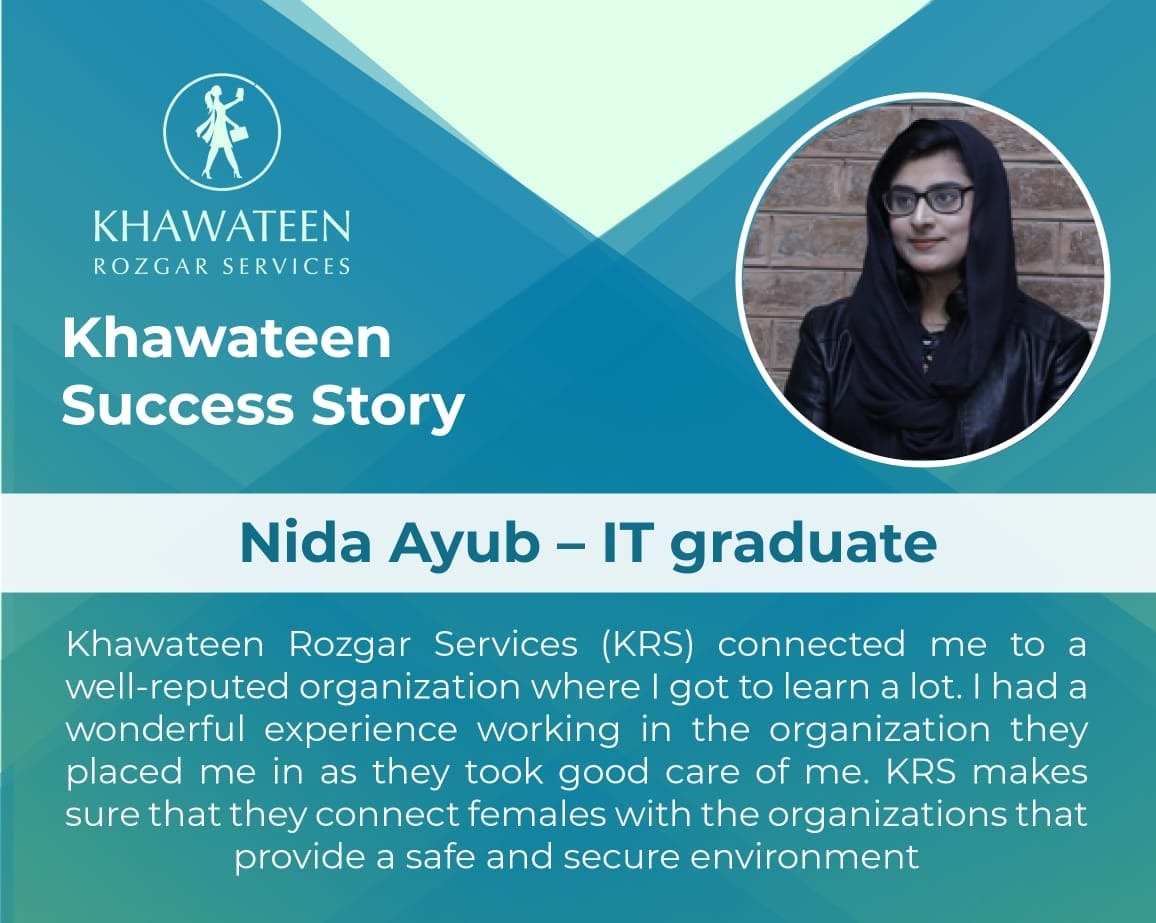 KHAWATEEN
ROZGAR SERVICES
Khawateen
Success Story
Nida Ayub – IT graduate
Khawateen Rozgar Services (KRS) connected me to a
well-reputed organization where I got to learn a lot. I had a
wonderful experience working in the organization they
placed me in as they took good care of me. KRS makes
sure that they connect females with the organizations that
provide a safe and secure environment